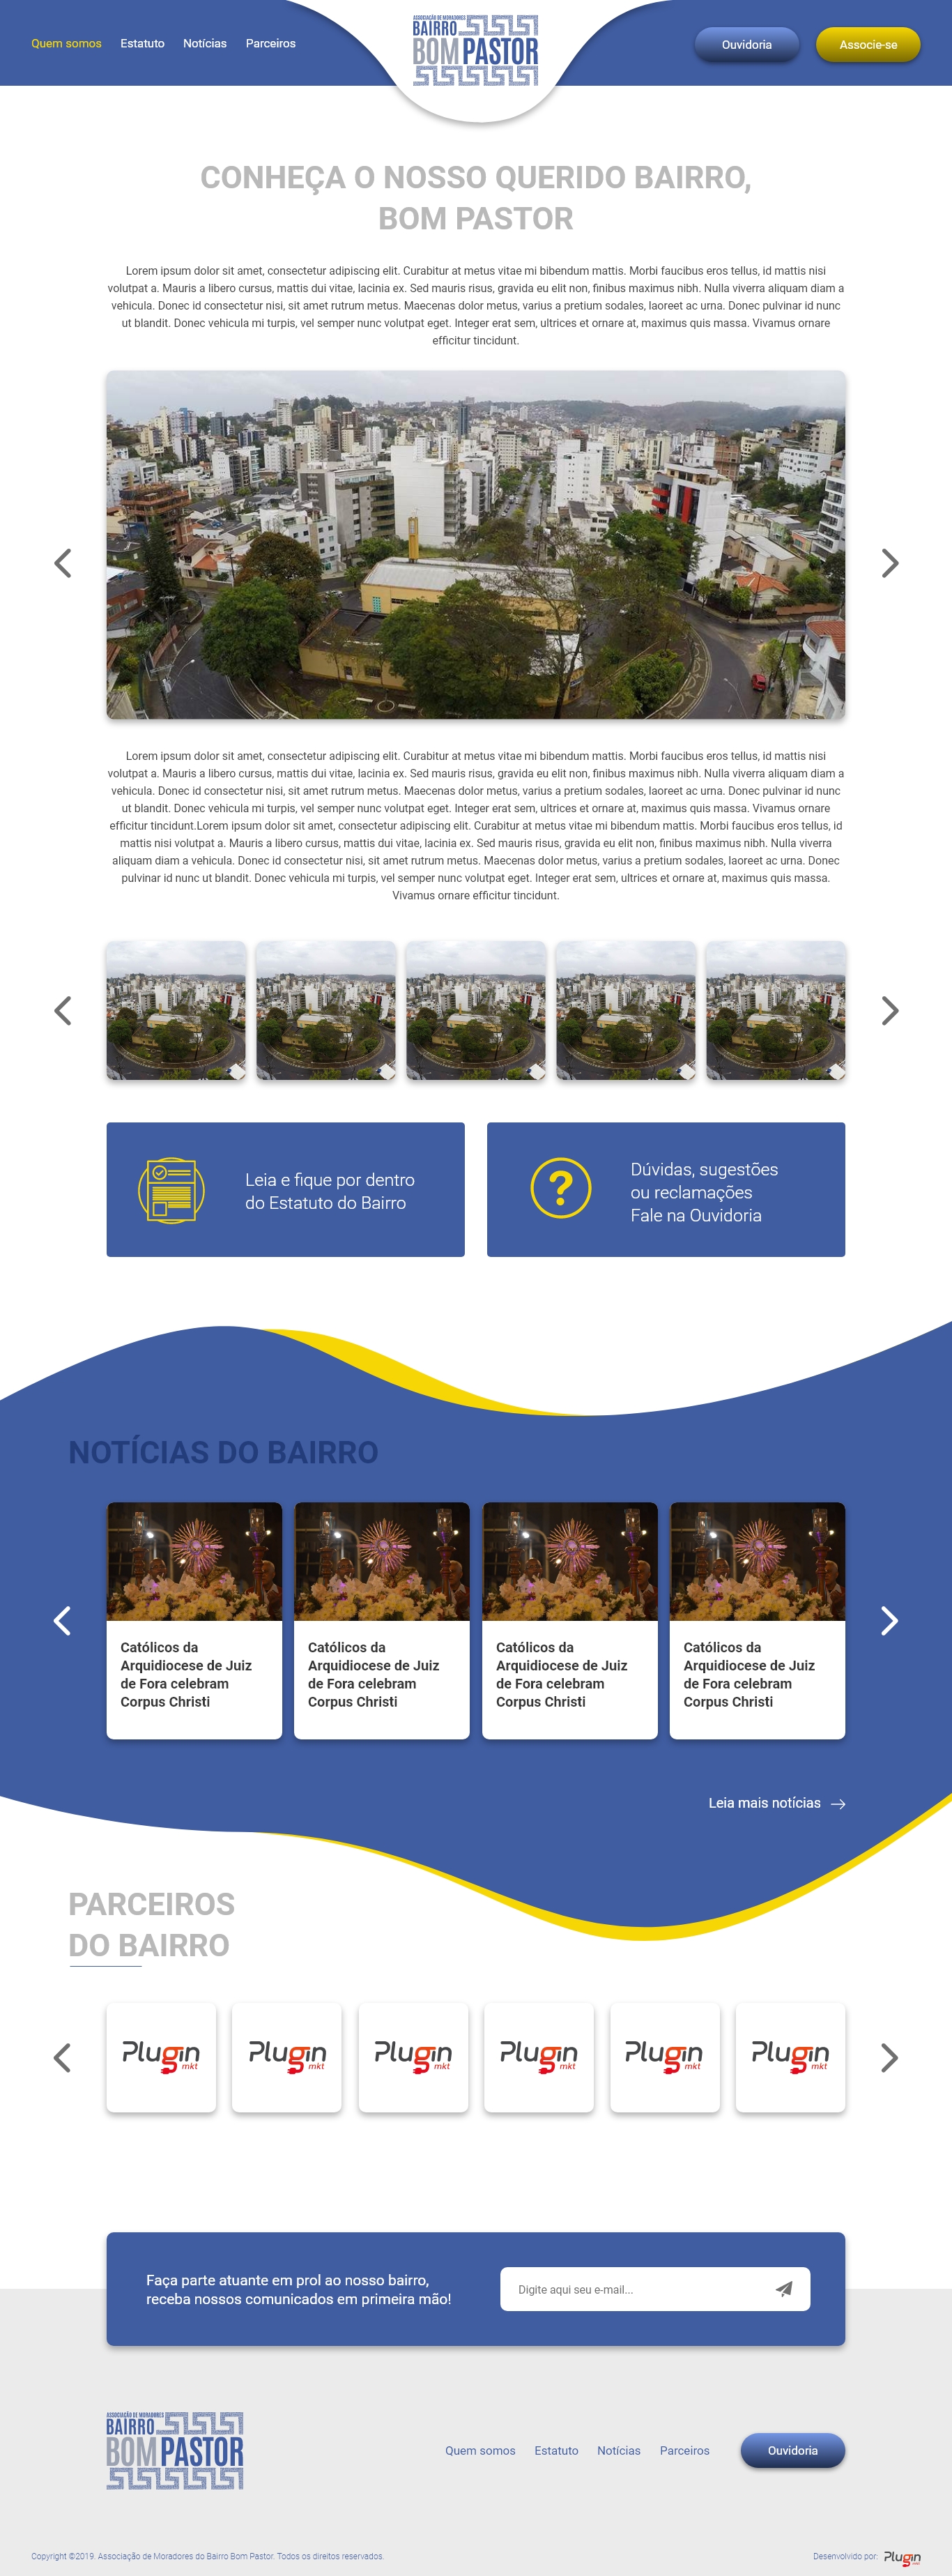 Quem somos
Estatuto
Notícias
Parceiros
ASSOCIAÇÃO DE MORADORES
BAIRRO
BOM PASTOR
Ouvidoria
Associe-se
CONHEÇA O NOSSO QUERIDO BAIRRO,
BOM PASTOR
Lorem ipsum dolor sit amet, consectetur adipiscing elit. Curabitur at metus vitae mi bibendum mattis. Morbi faucibus eros tellus, id mattis nisi
volutpat a. Mauris a libero cursus, mattis dui vitae, lacinia ex. Sed mauris risus, gravida eu elit non, finibus maximus nibh. Nulla viverra aliquam diam a
vehicula. Donec id consectetur nisi, sit amet rutrum metus. Maecenas dolor metus, varius a pretium sodales, laoreet ac urna. Donec pulvinar id nunc
ut blandit. Donec vehicula mi turpis, vel semper nunc volutpat eget. Integer erat sem, ultrices et ornare at, maximus quis massa. Vivamus ornare
efficitur tincidunt.
Lorem ipsum dolor sit amet, consectetur adipiscing elit. Curabitur at metus vitae mi bibendum mattis. Morbi faucibus eros tellus, id mattis nisi
volutpat a. Mauris a libero cursus, mattis dui vitae, lacinia ex. Sed mauris risus, gravida eu elit non, finibus maximus nibh. Nulla viverra aliquam diam a
vehicula. Donec id consectetur nisi, sit amet rutrum metus. Maecenas dolor metus, varius a pretium sodales, laoreet ac urna. Donec pulvinar id nunc
ut blandit. Donec vehicula mi turpis, vel semper nunc volutpat eget. Integer erat sem, ultrices et ornare at, maximus quis massa. Vivamus ornare
efficitur tincidunt.Lorem ipsum dolor sit amet, consectetur adipiscing elit. Curabitur at metus vitae mi bibendum mattis. Morbi faucibus eros tellus, id
mattis nisi volutpat a. Mauris a libero cursus, mattis dui vitae, lacinia ex. Sed mauris risus, gravida eu elit non, finibus maximus nibh. Nulla viverra
aliquam diam a vehicula. Donec id consectetur nisi, sit amet rutrum metus. Maecenas dolor metus, varius a pretium sodales, laoreet ac urna. Donec
pulvinar id nunc ut blandit. Donec vehicula mi turpis, vel semper nunc volutpat eget. Integer erat sem, ultrices et ornare at, maximus quis massa.
Vivamus ornare efficitur tincidunt.
Leia e fique por dentro
do Estatuto do Bairro
?
Dúvidas, sugestões
ou reclamações
Fale na Ouvidoria
NOTÍCIAS DO BAIRRO
Católicos da
Arquidiocese de Juiz
de Fora celebram
Corpus Christi
Católicos da
Arquidiocese de Juiz
de Fora celebram
Corpus Christi
Católicos da
Arquidiocese de Juiz
de Fora celebram
Corpus Christi
Católicos da
Arquidiocese de Juiz
de Fora celebram
Corpus Christi
Leia mais notícias
PARCEIROS
DO BAIRRO
Plugin
mkt
Plugin
mkt
Plugin
mkt
Plugin
mkt
Plugin
mkt
Plugin
mkt
Faça parte atuante em prol ao nosso bairro,
receba nossos comunicados em primeira mão!
Digite aqui seu e-mail...
ASSOCIAÇÃO DE MORADORES
BAIRRO
BOM PASTOR
Quem somos
Estatuto
Notícias
Parceiros
Ouvidoria
Copyright ©2019. Associação de Moradores do Bairro Bom Pastor. Todos os direitos reservados.
Desenvolvido por:
Plugin
mkt